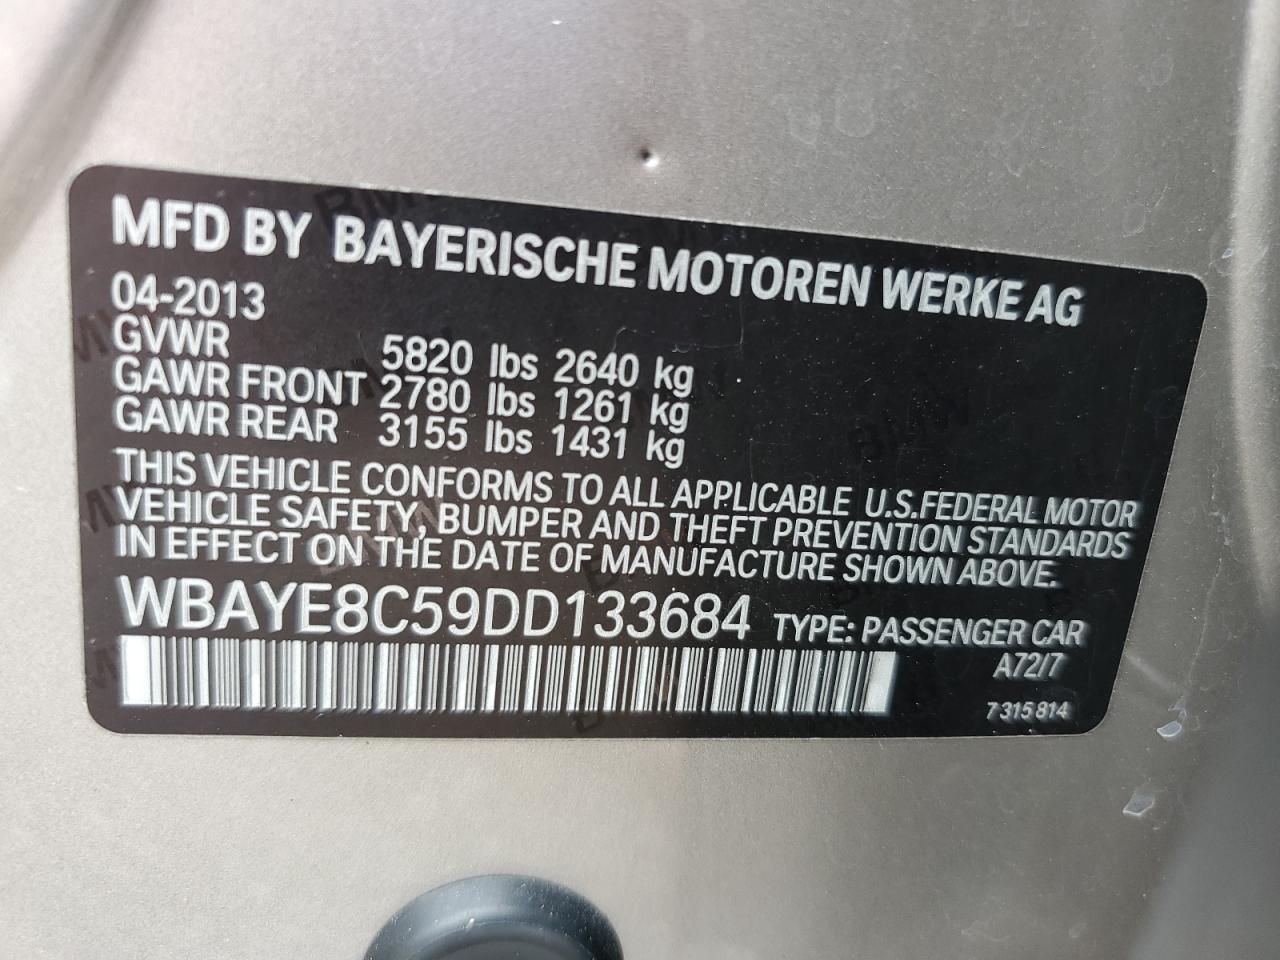 MFD BY BAYERISCHE MOTOREN WERKE AG
04-2013
GVWR 5820 lbs 2640 kg
GAWR FRONT 2780 lbs 1261 kg
GAWR REAR 3155 lbs 1431 kg
THIS VEHICLE CONFORMS TO ALL APPLICABLE U.S.FEDERAL MOTOR
VEHICLE SAFETY, BUMPER AND THEFT PREVENTION STANDARDS
IN EFFECT ON THE DATE OF MANUFACTURE SHOWN ABOVE.
WBAYE8C59DD133684 TYPE: PASSENGER CAR
A72/7
7 315 814